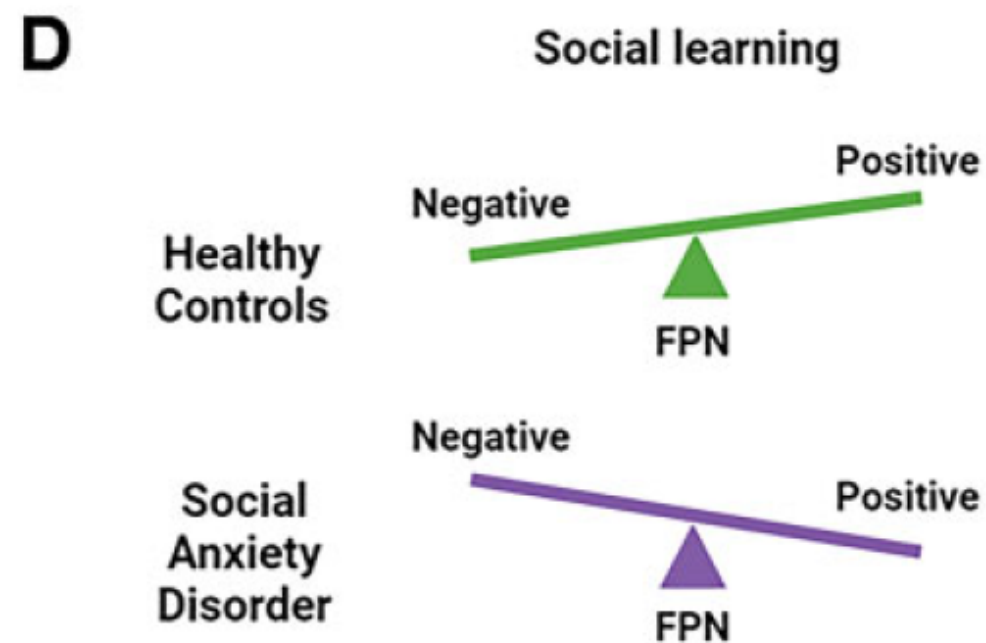 D
Social learning
Positive
Negative
Healthy
Controls
FPN
Negative
Positive
Social
Anxiety
Disorder
FPN